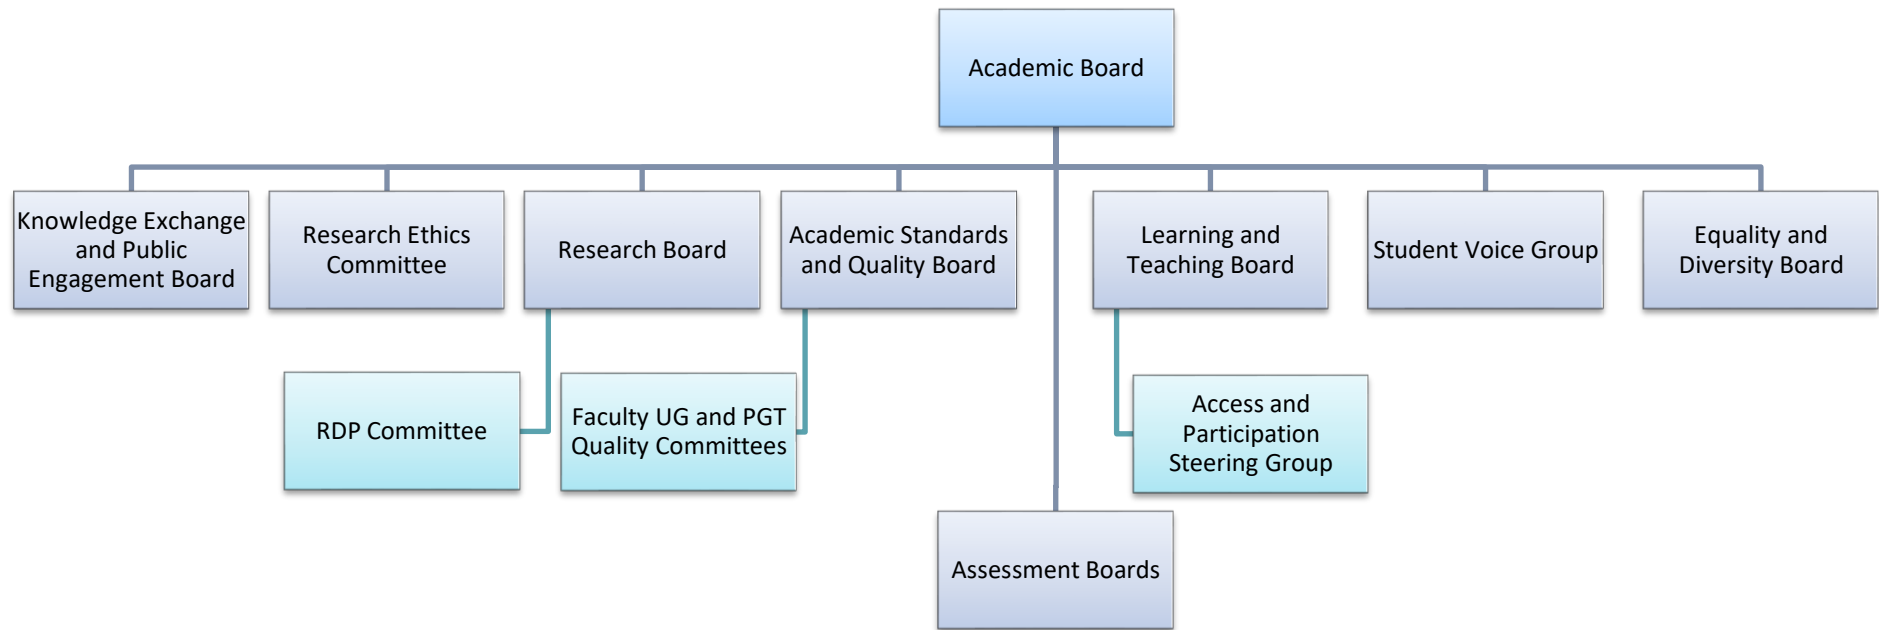 Academic Board
Knowledge Exchange
and Public
Engagement Board
Research Ethics
Committee
Research Board
Academic Standards
and Quality Board
Learning and
Teaching Board
Student Voice Group
Equality and
Diversity Board
RDP Committee
Faculty UG and PGT
Quality Committees
Access and
Participation
Steering Group
Assessment Boards